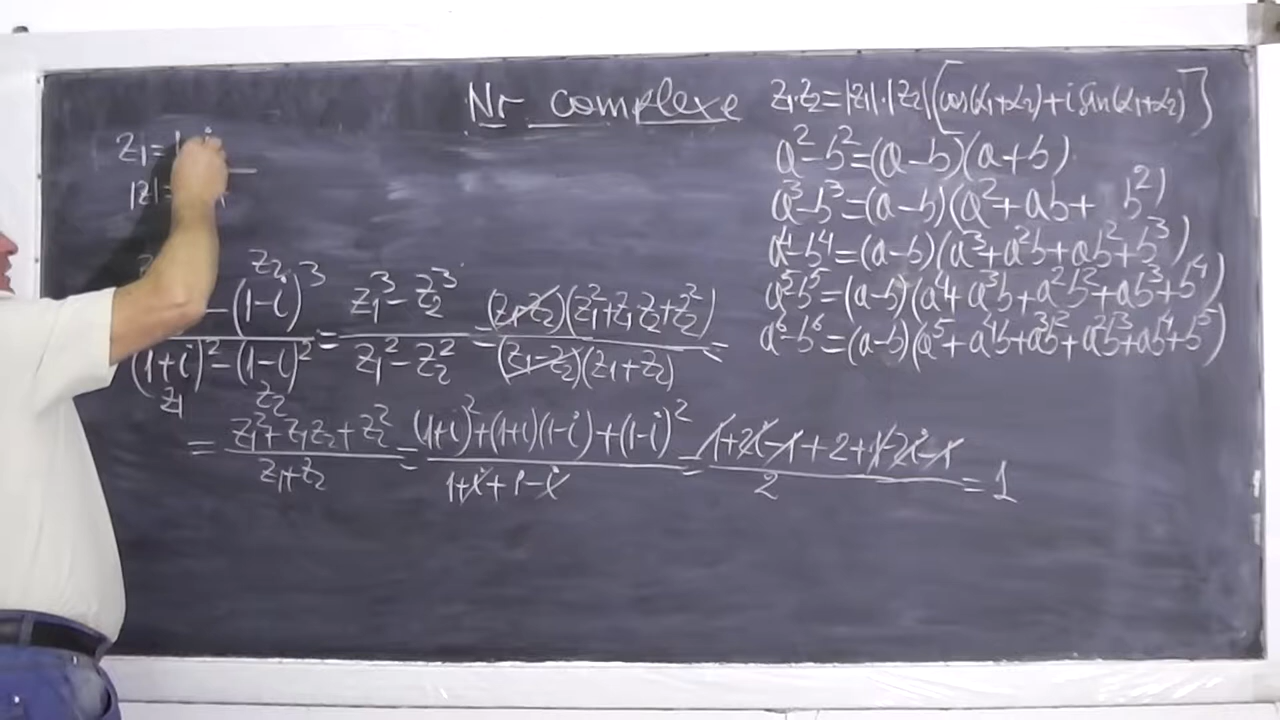 Nr complexe
z₁·z₂=|z₁|·|z₂|[cos(α₁+α₂)+i sin(α₁+α₂)]
a²-b²=(a-b)(a+b)
a³-b³=(a-b)(a²+ab+ b²)
a⁴-b⁴=(a-b)(a³+a²b+ab²+b³)
a⁵-b⁵=(a-b)(a⁴+a³b+a²b²+ab³+b⁴)
a⁶-b⁶=(a-b)(a⁵+a⁴b+a³b²+a²b³+ab⁴+b⁵)
z₁=
|z|=
z₂
-(1-i)³ / (1+i)²-(1-i)² = z₁³-z₂³ / z₁²-z₂² = (z₁-z₂)(z₁²+z₁z₂+z₂²) / (z₁-z₂)(z₁+z₂) =
z₁ z₂
= z₁²+z₁z₂+z₂² / z₁+z₂ = (1+i)²+(1+i)(1-i)+(1-i)² / 1+i+1-i = 1+2i-1+2+1-2i-1 / 2 = 1